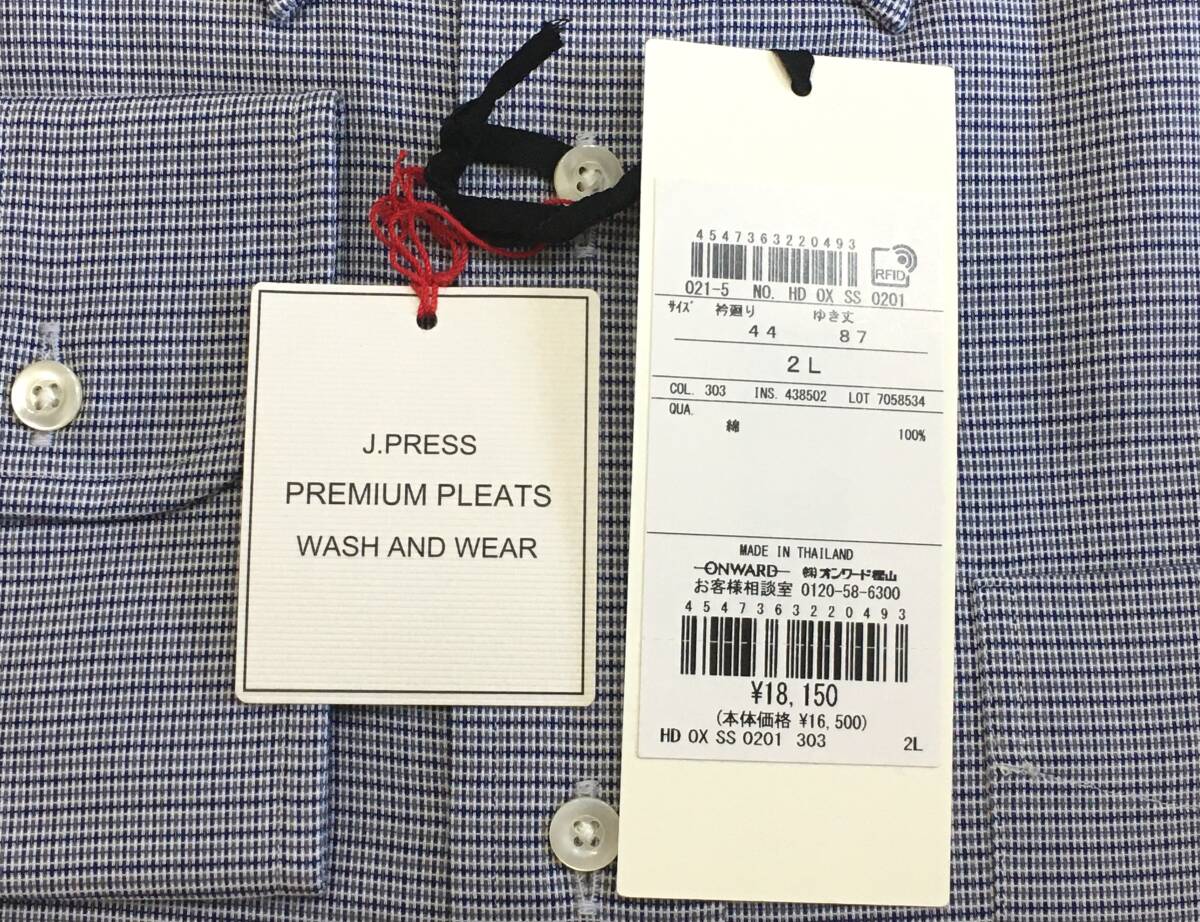 J.PRESS
PREMIUM PLEATS
WASH AND WEAR
4547363220493
RFID
021-5 NO. HD OX SS 0201
サイズ 衿廻り ゆき丈
44 87
2L
COL. 303 INS. 438502 LOT 7058534
QUA.
綿 100%
MADE IN THAILAND
ONWARD ㈱オンワード樫山
お客様相談室 0120-58-6300
4547363220493
¥18,150
(本体価格 ¥16,500)
HD OX SS 0201 303 2L